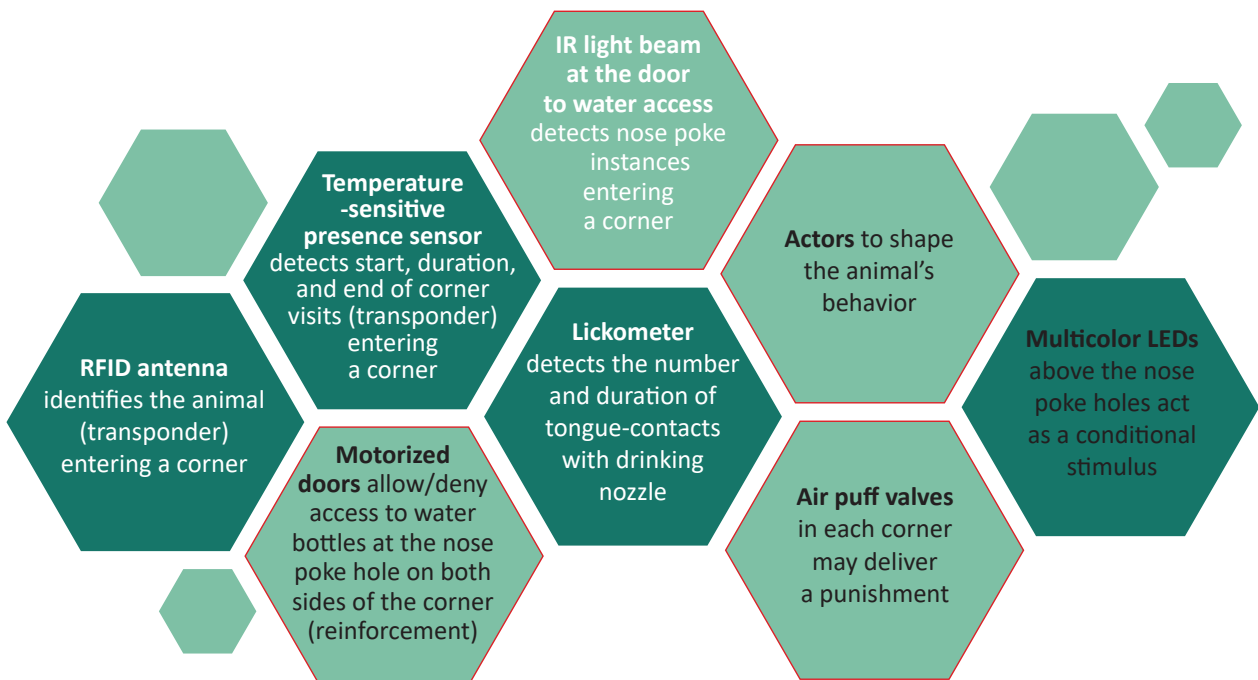 IR light beam
at the door
to water access
detects nose poke
instances
entering
a corner
Temperature
-sensitive
presence sensor
detects start, duration,
and end of corner
visits (transponder)
entering
a corner
Actors to shape
the animal’s
behavior
RFID antenna
identifies the animal
(transponder)
entering a corner
Lickometer
detects the number
and duration of
tongue-contacts
with drinking
nozzle
Multicolor LEDs
above the nose
poke holes act
as a conditional
stimulus
Motorized
doors allow/deny
access to water
bottles at the nose
poke hole on both
sides of the corner
(reinforcement)
Air puff valves
in each corner
may deliver
a punishment